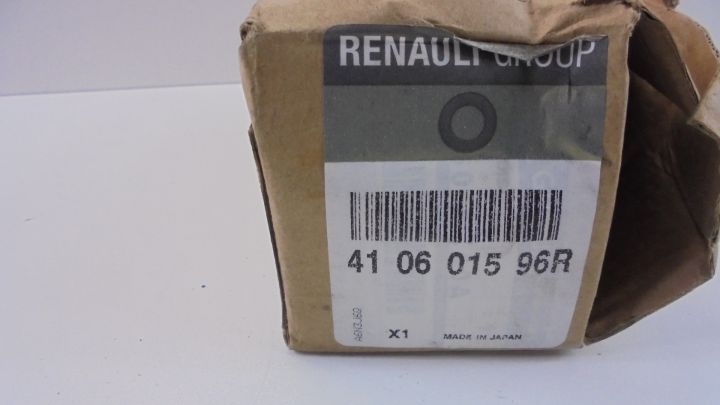 RENAULT GROUP
41 06 015 96R
X1 MADE IN JAPAN